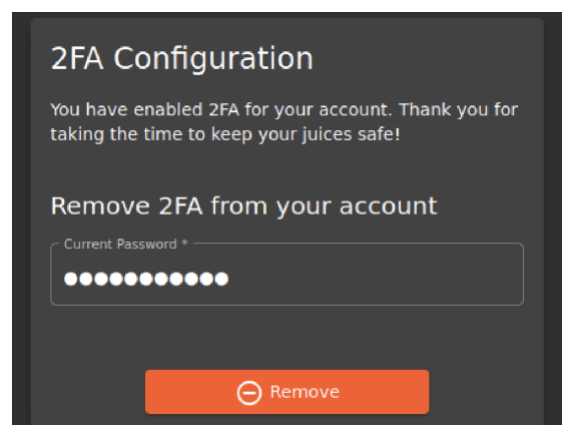 2FA Configuration
You have enabled 2FA for your account. Thank you for
taking the time to keep your juices safe!
Remove 2FA from your account
Current Password *
●●●●●●●●●●●
Remove